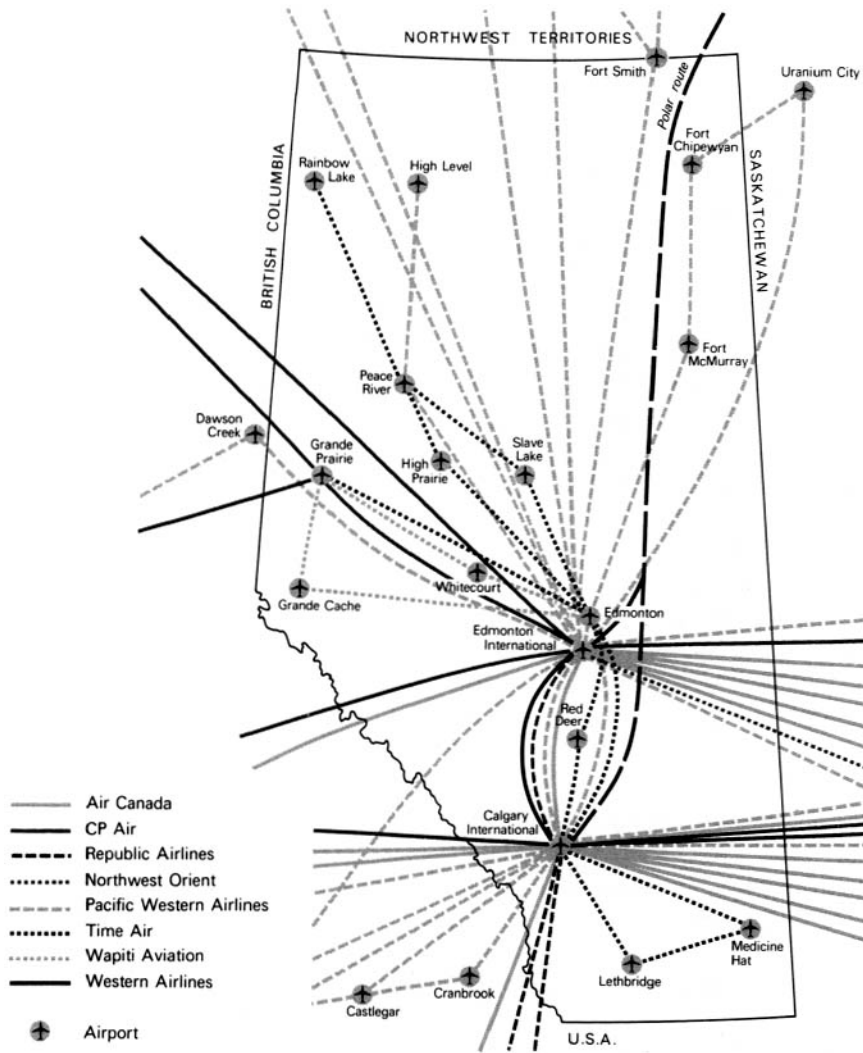 NORTHWEST TERRITORIES
Fort Smith
Polar route
Uranium City
Fort
Chipewyan
SASKATCHEWAN
BRITISH COLUMBIA
Rainbow
Lake
High Level
Fort
McMurray
Peace
River
Dawson
Creek
Grande
Prairie
High
Prairie
Slave
Lake
Whitecourt
Grande Cache
Edmonton
Edmonton
International
Red
Deer
Calgary
International
Medicine
Hat
Lethbridge
Cranbrook
Castlegar
U.S.A.
Air Canada
CP Air
Republic Airlines
Northwest Orient
Pacific Western Airlines
Time Air
Wapiti Aviation
Western Airlines
Airport